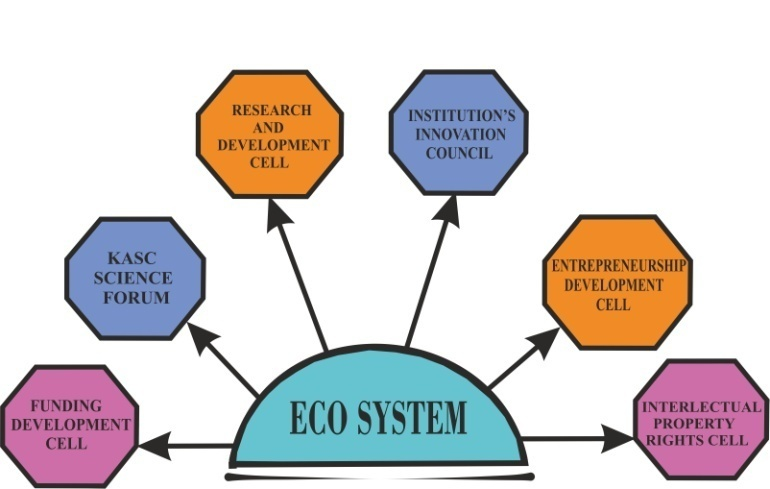 RESEARCH
AND
DEVELOPMENT
CELL
INSTITUTION'S
INNOVATION
COUNCIL
KASC
SCIENCE
FORUM
ENTREPRENEURSHIP
DEVELOPMENT
CELL
FUNDING
DEVELOPMENT
CELL
ECO SYSTEM
INTERLECTUAL
PROPERTY
RIGHTS CELL